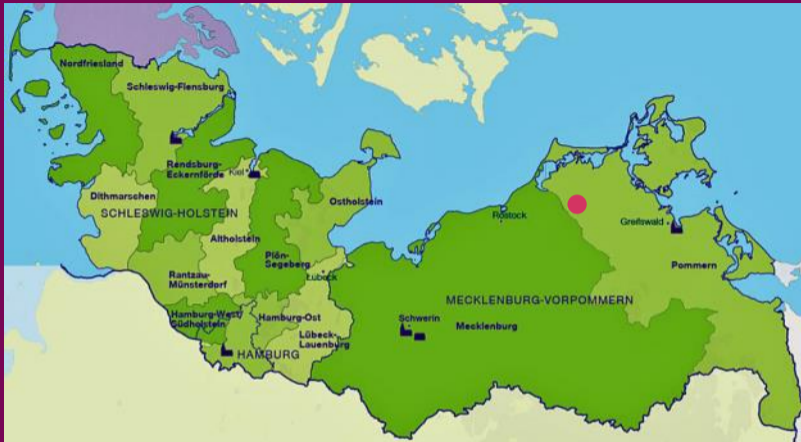 Nordfriesland
Schleswig-Flensburg
Rendsburg-
Eckernförde
Kiel
Dithmarschen
SCHLESWIG-HOLSTEIN
Ostholstein
Altholstein
Plön-
Segeberg
Lübeck
Rantzau-
Münsterdorf
Hamburg-West/
Südholstein
Hamburg-Ost
Lübeck-
Lauenburg
HAMBURG
Rostock
Greifswald
Pommern
MECKLENBURG-VORPOMMERN
Schwerin
Mecklenburg